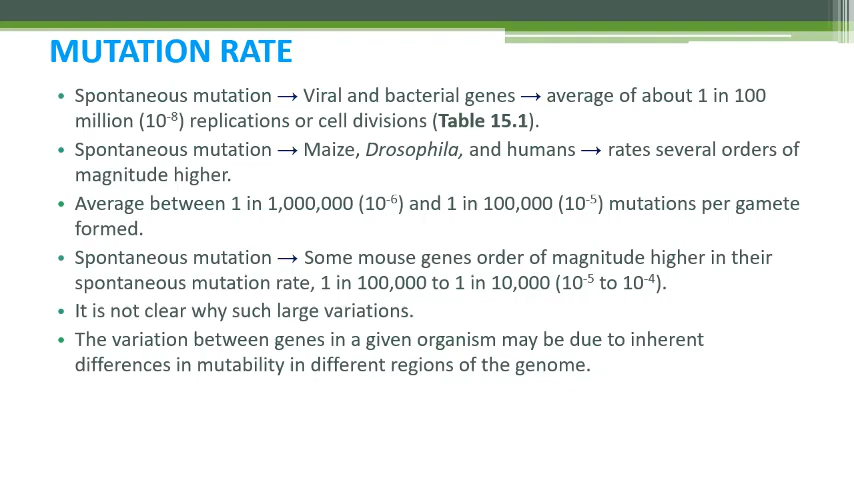 MUTATION RATE
• Spontaneous mutation → Viral and bacterial genes → average of about 1 in 100
million (10⁻⁸) replications or cell divisions (Table 15.1).
• Spontaneous mutation → Maize, Drosophila, and humans → rates several orders of
magnitude higher.
• Average between 1 in 1,000,000 (10⁻⁶) and 1 in 100,000 (10⁻⁵) mutations per gamete
formed.
• Spontaneous mutation → Some mouse genes order of magnitude higher in their
spontaneous mutation rate, 1 in 100,000 to 1 in 10,000 (10⁻⁵ to 10⁻⁴).
• It is not clear why such large variations.
• The variation between genes in a given organism may be due to inherent
differences in mutability in different regions of the genome.